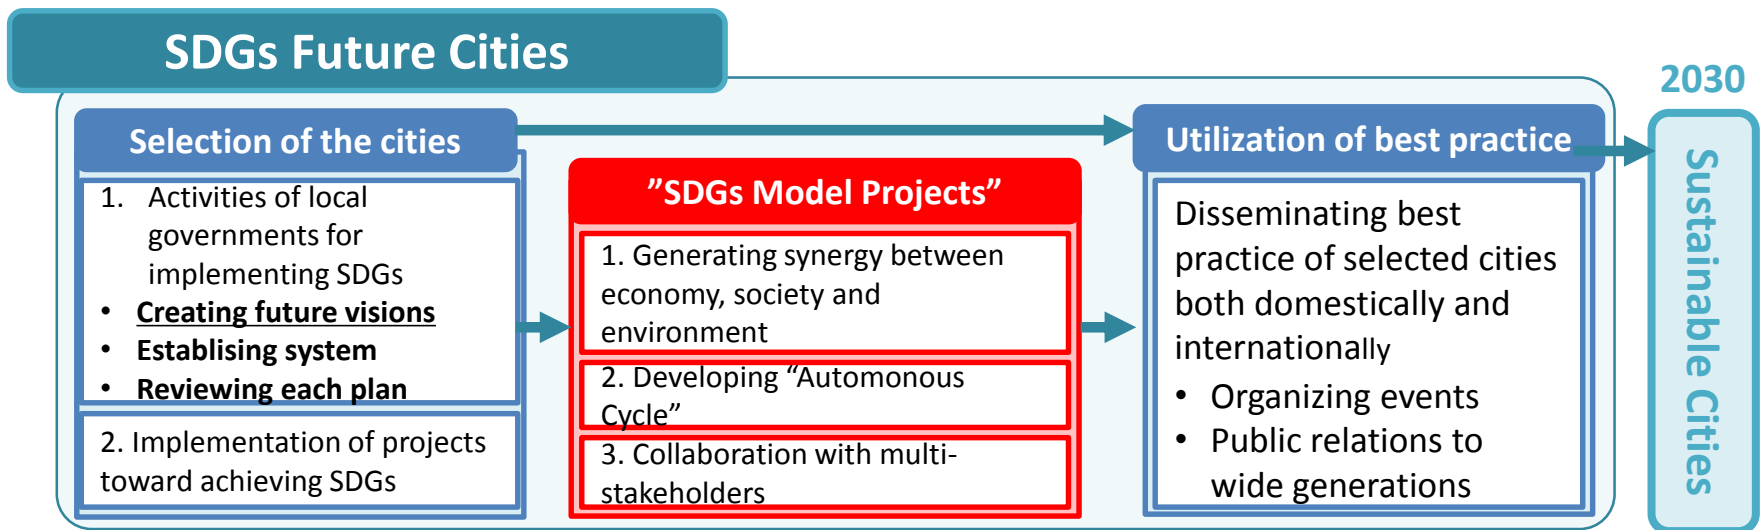 SDGs Future Cities
2030
Selection of the cities
1. Activities of local
governments for
implementing SDGs
• Creating future visions
• Establising system
• Reviewing each plan
2. Implementation of projects
toward achieving SDGs
”SDGs Model Projects”
1. Generating synergy between
economy, society and
environment
2. Developing “Automonous
Cycle”
3. Collaboration with multi-
stakeholders
Utilization of best practice
Disseminating best
practice of selected cities
both domestically and
internationally
• Organizing events
• Public relations to
wide generations
Sustainable Cities